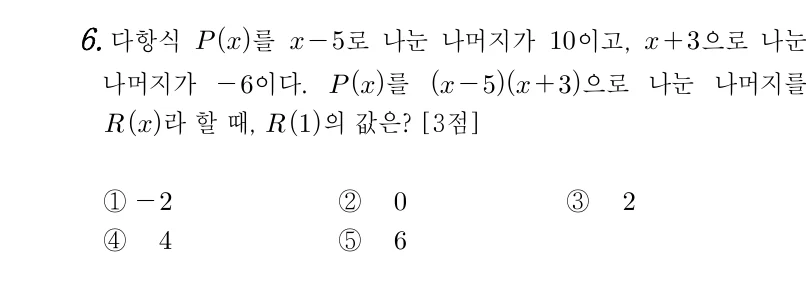 6. 다항식 P(x)를 x-5로 나눈 나머지가 10이고, x+3으로 나눈
나머지가 -6이다. P(x)를 (x-5)(x+3)으로 나눈 나머지를
R(x)라 할 때, R(1)의 값은? [3점]
① -2 ② 0 ③ 2
④ 4 ⑤ 6